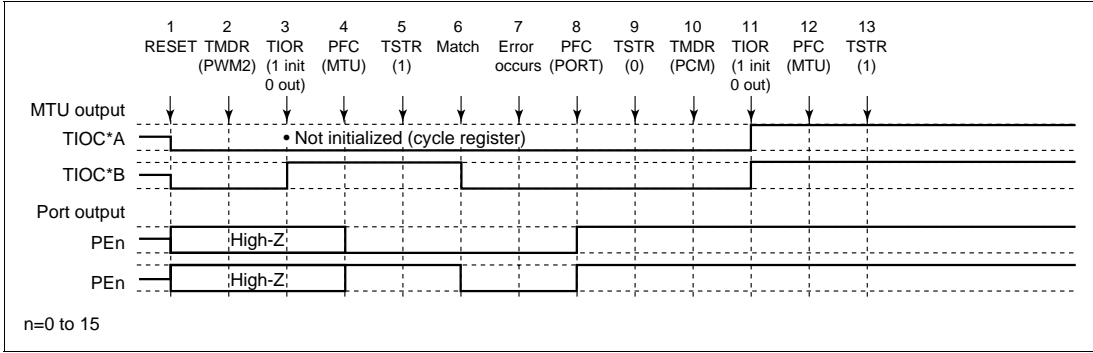 1 2 3 4 5 6 7 8 9 10 11 12 13
RESET TMDR TIOR PFC TSTR Match Error PFC TSTR TMDR TIOR PFC TSTR
(PWM2) (1 init (MTU) (1) occurs (PORT) (0) (PCM) (1 init (MTU) (1)
0 out) 0 out)
MTU output
TIOC*A • Not initialized (cycle register)
TIOC*B
Port output
PEn High-Z
PEn High-Z
n=0 to 15